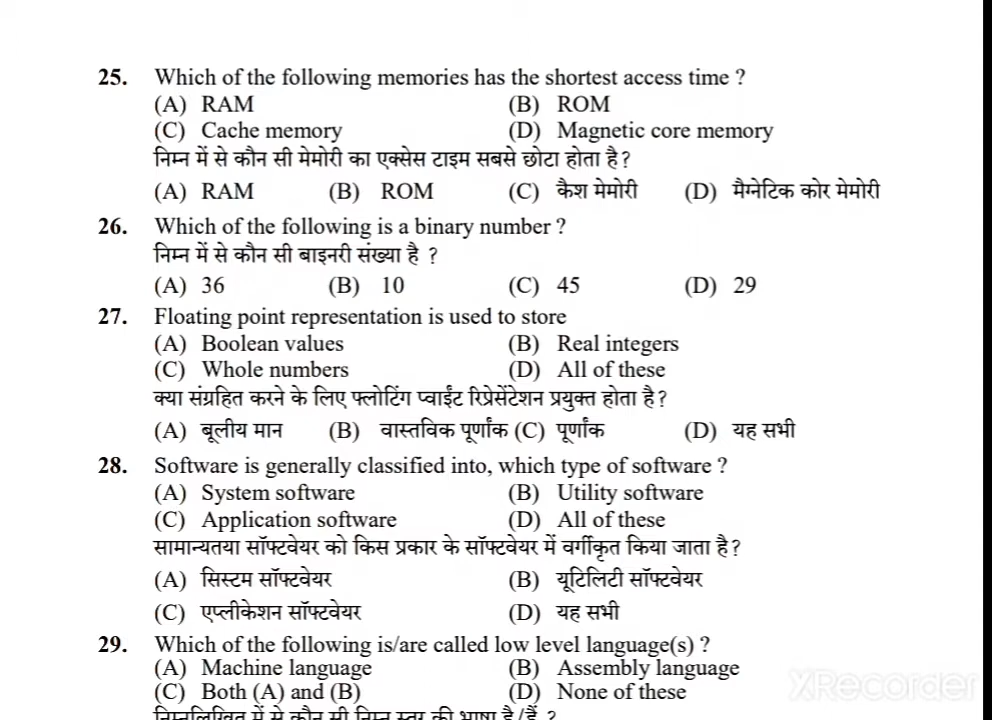 25. Which of the following memories has the shortest access time ?
(A) RAM (B) ROM
(C) Cache memory (D) Magnetic core memory
निम्न में से कौन सी मेमोरी का एक्सेस टाइम सबसे छोटा होता है ?
(A) RAM (B) ROM (C) कैश मेमोरी (D) मैग्नेटिक कोर मेमोरी
26. Which of the following is a binary number ?
निम्न में से कौन सी बाइनरी संख्या है ?
(A) 36 (B) 10 (C) 45 (D) 29
27. Floating point representation is used to store
(A) Boolean values (B) Real integers
(C) Whole numbers (D) All of these
क्या संग्रहित करने के लिए फ्लोटिंग प्वाईंट रिप्रेसेंटेशन प्रयुक्त होता है ?
(A) बूलीय मान (B) वास्तविक पूर्णांक (C) पूर्णांक (D) यह सभी
28. Software is generally classified into, which type of software ?
(A) System software (B) Utility software
(C) Application software (D) All of these
सामान्यतया सॉफ्टवेयर को किस प्रकार के सॉफ्टवेयर में वर्गीकृत किया जाता है ?
(A) सिस्टम सॉफ्टवेयर (B) यूटिलिटी सॉफ्टवेयर
(C) एप्लीकेशन सॉफ्टवेयर (D) यह सभी
29. Which of the following is/are called low level language(s) ?
(A) Machine language (B) Assembly language
(C) Both (A) and (B) (D) None of these
निम्नलिखित में से कौन सी निम्न स्तर की भाषा है/हैं ?
XRecorder